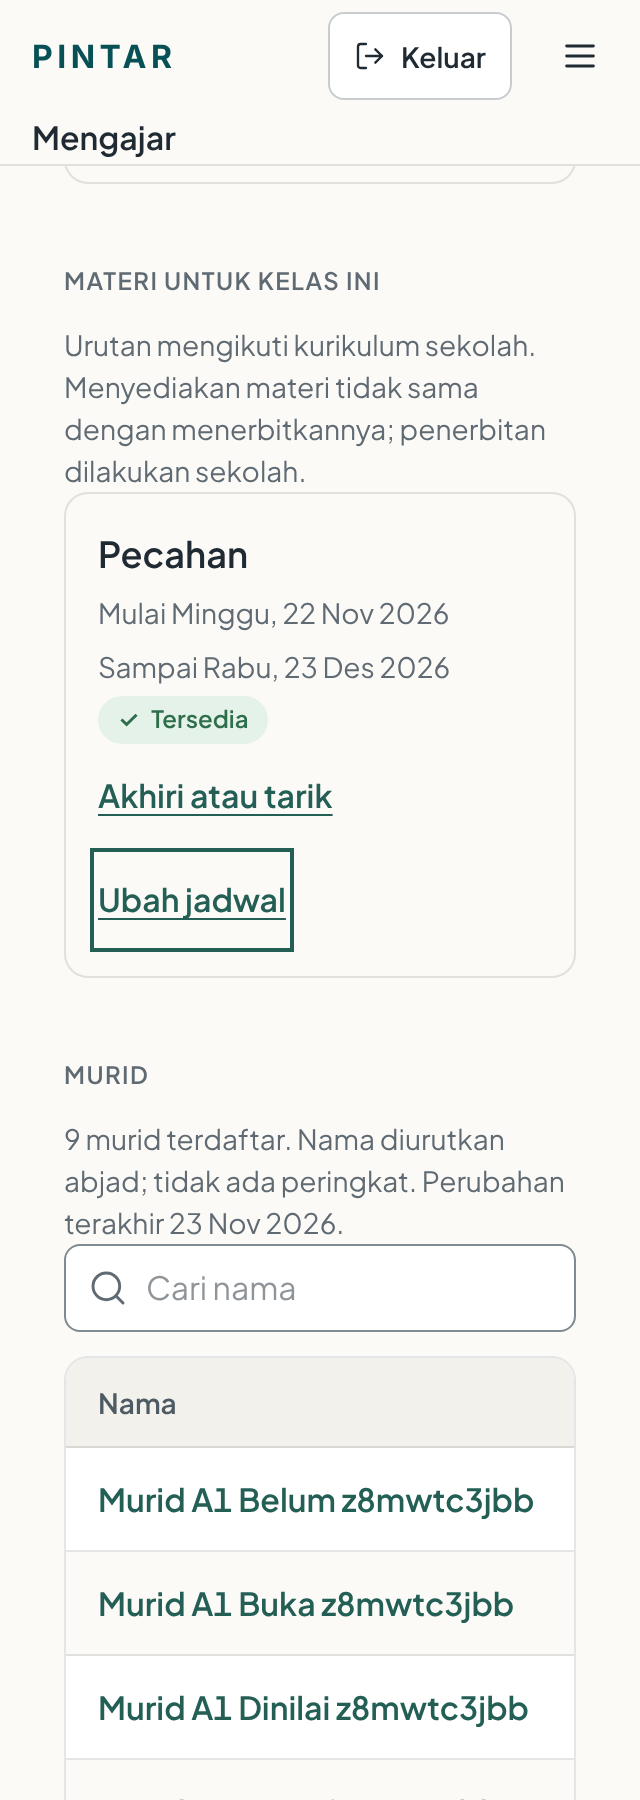 PINTAR
Keluar
Mengajar
MATERI UNTUK KELAS INI
Urutan mengikuti kurikulum sekolah.
Menyediakan materi tidak sama
dengan menerbitkannya; penerbitan
dilakukan sekolah.
Pecahan
Mulai Minggu, 22 Nov 2026
Sampai Rabu, 23 Des 2026
Tersedia
Akhiri atau tarik
Ubah jadwal
MURID
9 murid terdaftar. Nama diurutkan
abjad; tidak ada peringkat. Perubahan
terakhir 23 Nov 2026.
Cari nama
Nama
Murid A1 Belum z8mwtc3jbb
Murid A1 Buka z8mwtc3jbb
Murid A1 Dinilai z8mwtc3jbb